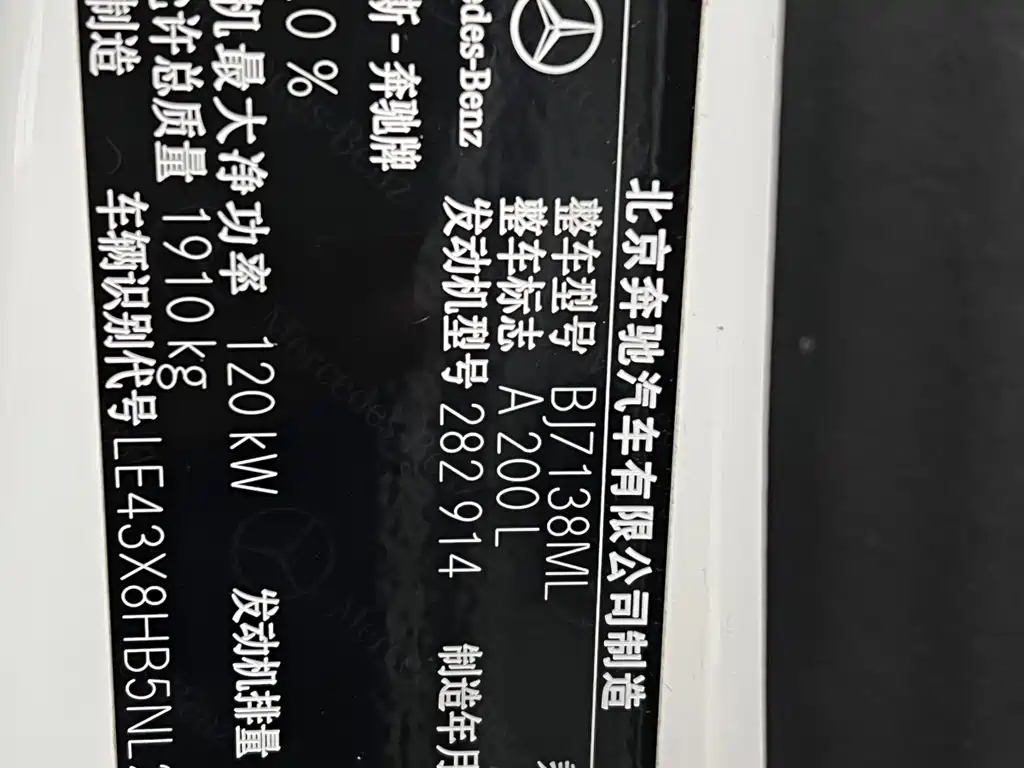 北京奔驰汽车有限公司制造
整车型号 BJ7138ML
整车标志 A 200 L
发动机型号 282 914 制造年月
edes-Benz
斯-奔驰牌
0 %
机最大净功率 120 kW 发动机排量
许总质量 1910 kg
制造 车辆识别代号 LE43X8HB5NL